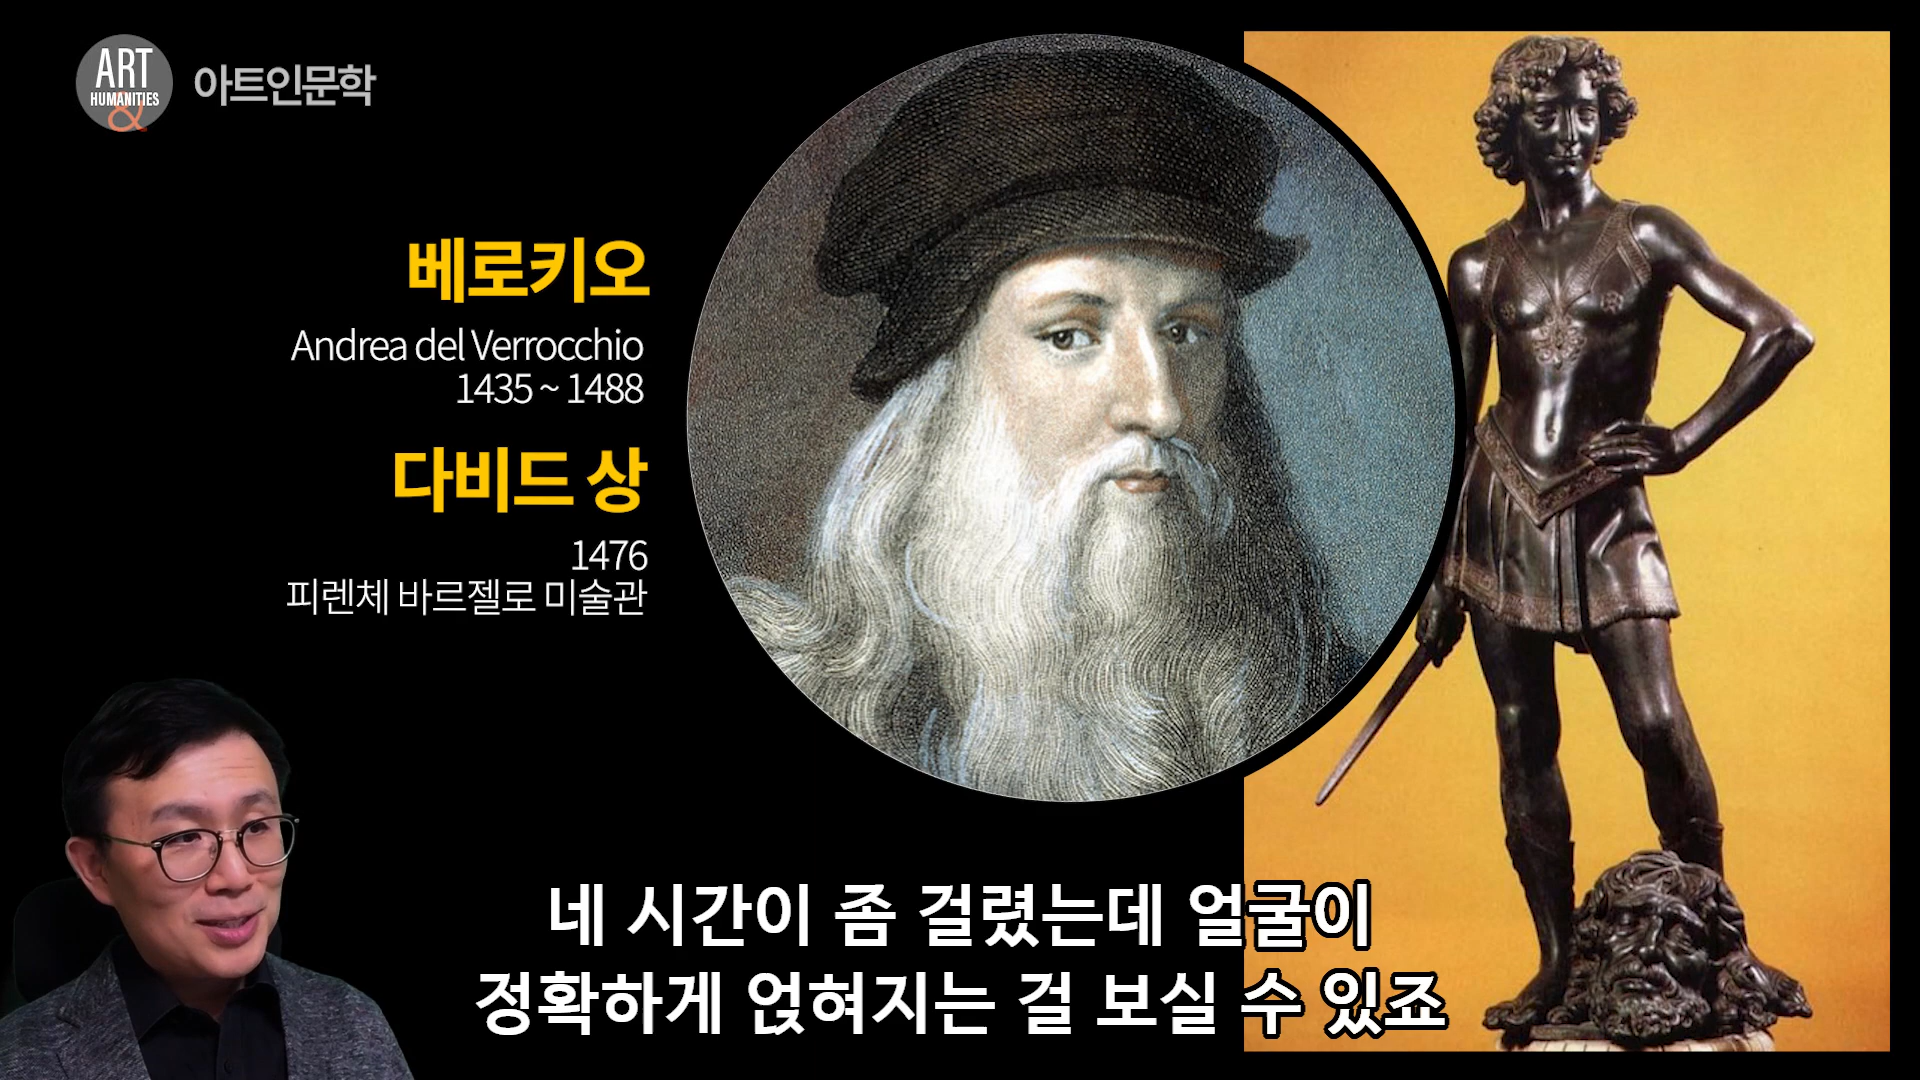 ART
HUMANITIES
&
아트인문학
베로키오
Andrea del Verrocchio
1435 ~ 1488
다비드 상
1476
피렌체 바르젤로 미술관
네 시간이 좀 걸렸는데 얼굴이
정확하게 얹혀지는 걸 보실 수 있죠